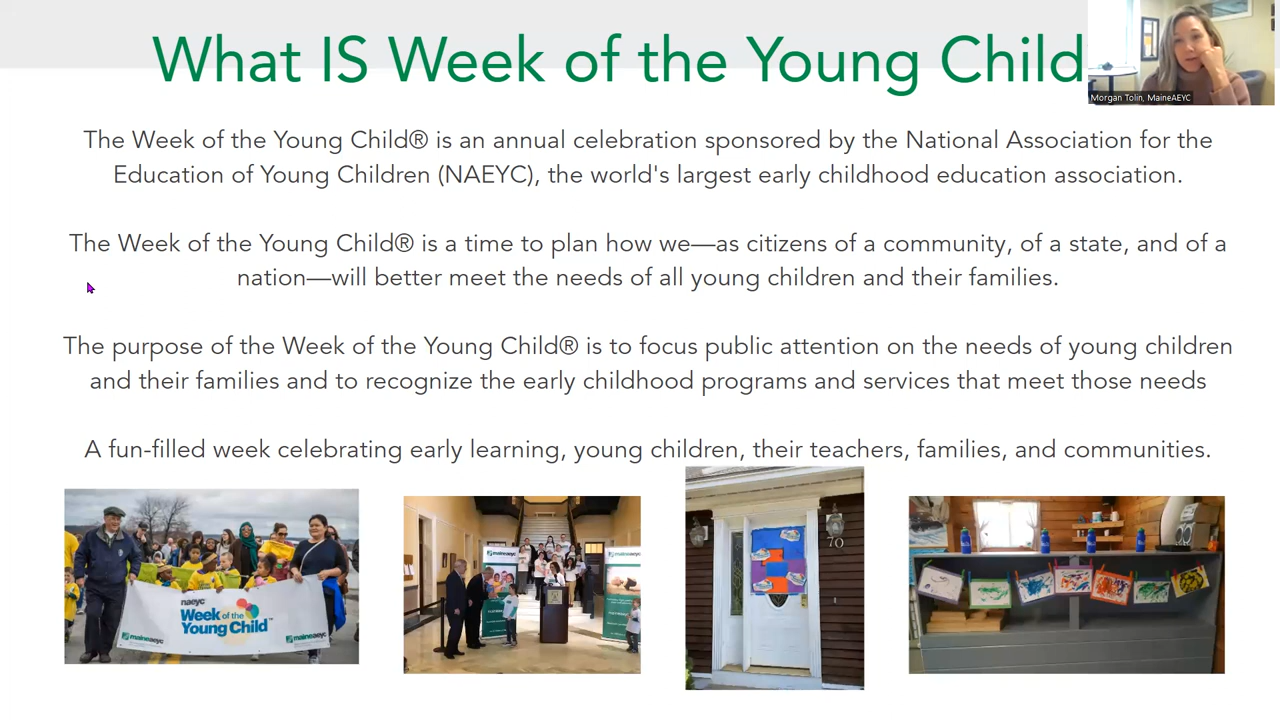 What IS Week of the Young Child
Morgan Tolin, MaineAEYC
The Week of the Young Child® is an annual celebration sponsored by the National Association for the
Education of Young Children (NAEYC), the world's largest early childhood education association.
The Week of the Young Child® is a time to plan how we—as citizens of a community, of a state, and of a
nation—will better meet the needs of all young children and their families.
The purpose of the Week of the Young Child® is to focus public attention on the needs of young children
and their families and to recognize the early childhood programs and services that meet those needs
A fun-filled week celebrating early learning, young children, their teachers, families, and communities.
naeyc
Week of the
Young Child™
maineaeyc
maineaeyc
maineaeyc
maineaeyc
70